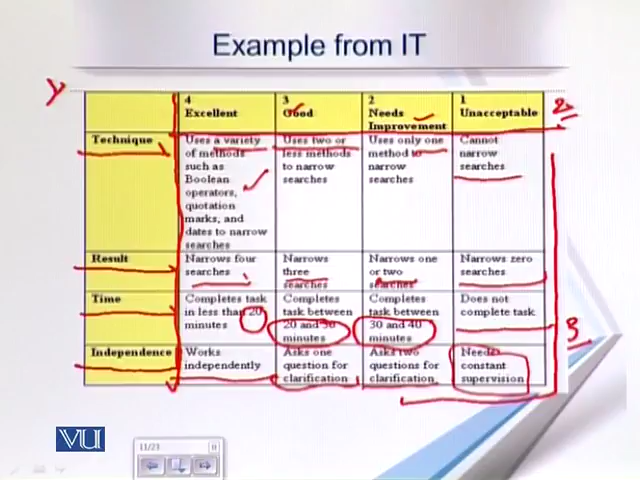 Example from IT
Y
4
Excellent
3
Good
2
Needs
Improvement
1
Unacceptable
2
Technique
Uses a variety
of methods
such as
Boolean
operators,
quotation
marks, and
dates to narrow
searches
Uses two or
less methods
to narrow
searches
Uses only one
method to
narrow
searches
Cannot
narrow
searches
Result
Narrows four
searches
Narrows
three
searches
Narrows one
or two
searches
Narrows zero
searches
Time
Completes task
in less than 20
minutes
Completes
task between
20 and 30
minutes
Completes
task between
30 and 40
minutes
Does not
complete task
3
Independence
Works
independently
Asks one
question for
clarification
Asks two
questions for
clarification
Needs
constant
supervision
VU
11/23